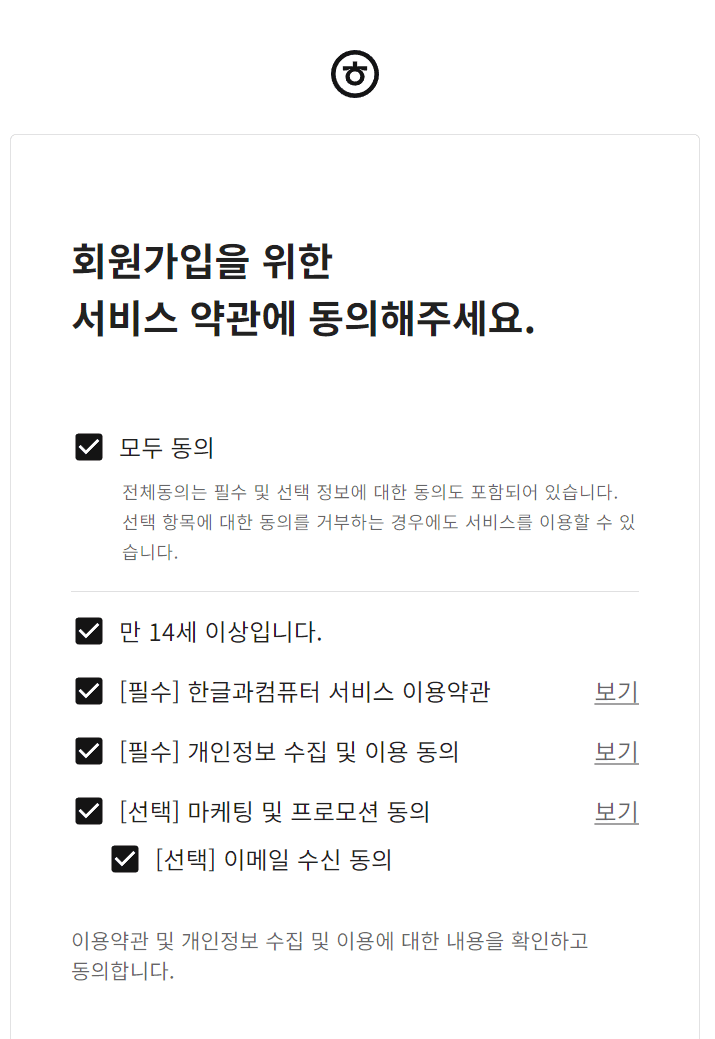 ㅎ
회원가입을 위한
서비스 약관에 동의해주세요.
모두 동의
전체동의는 필수 및 선택 정보에 대한 동의도 포함되어 있습니다.
선택 항목에 대한 동의를 거부하는 경우에도 서비스를 이용할 수 있
습니다.
만 14세 이상입니다.
[필수] 한글과컴퓨터 서비스 이용약관 보기
[필수] 개인정보 수집 및 이용 동의 보기
[선택] 마케팅 및 프로모션 동의 보기
[선택] 이메일 수신 동의
이용약관 및 개인정보 수집 및 이용에 대한 내용을 확인하고
동의합니다.